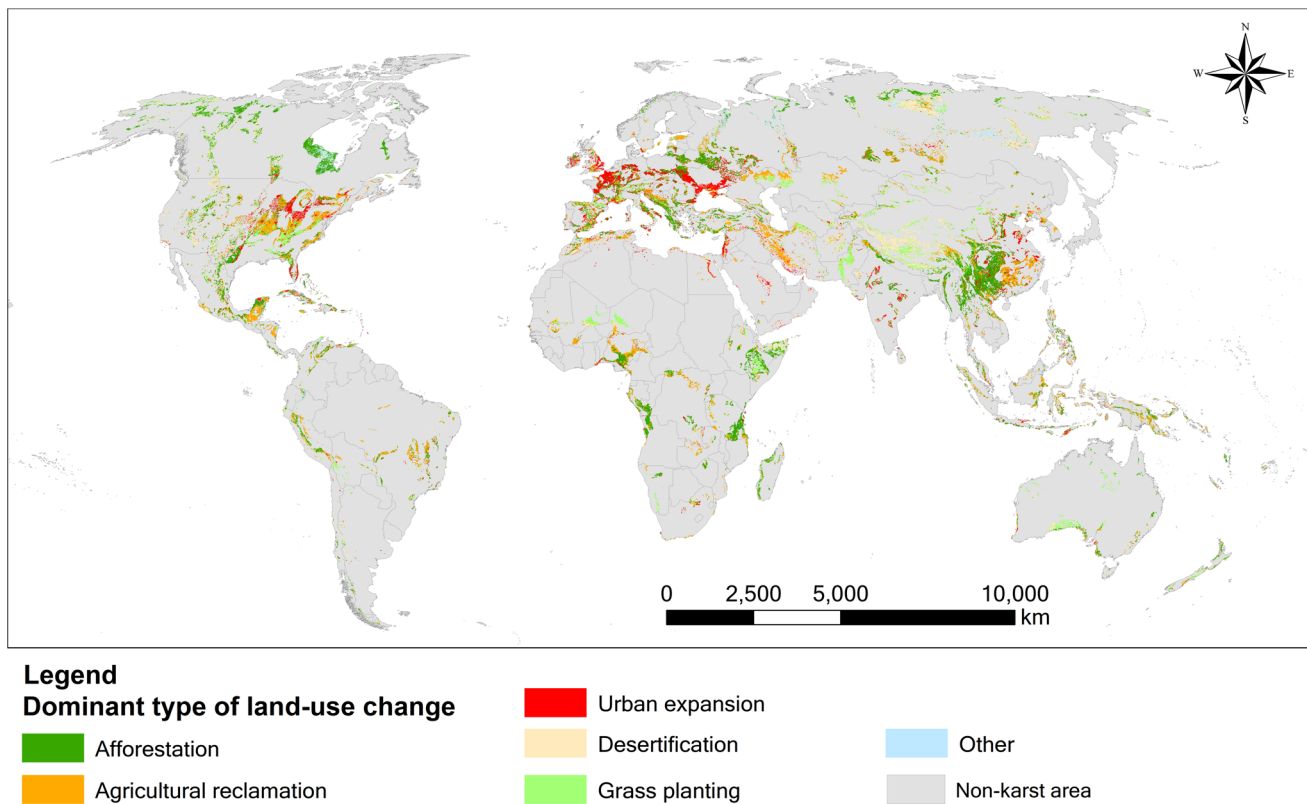 N
W E
S
0 2,500 5,000 10,000
km
Legend
Dominant type of land-use change
Afforestation
Agricultural reclamation
Urban expansion
Desertification
Grass planting
Other
Non-karst area